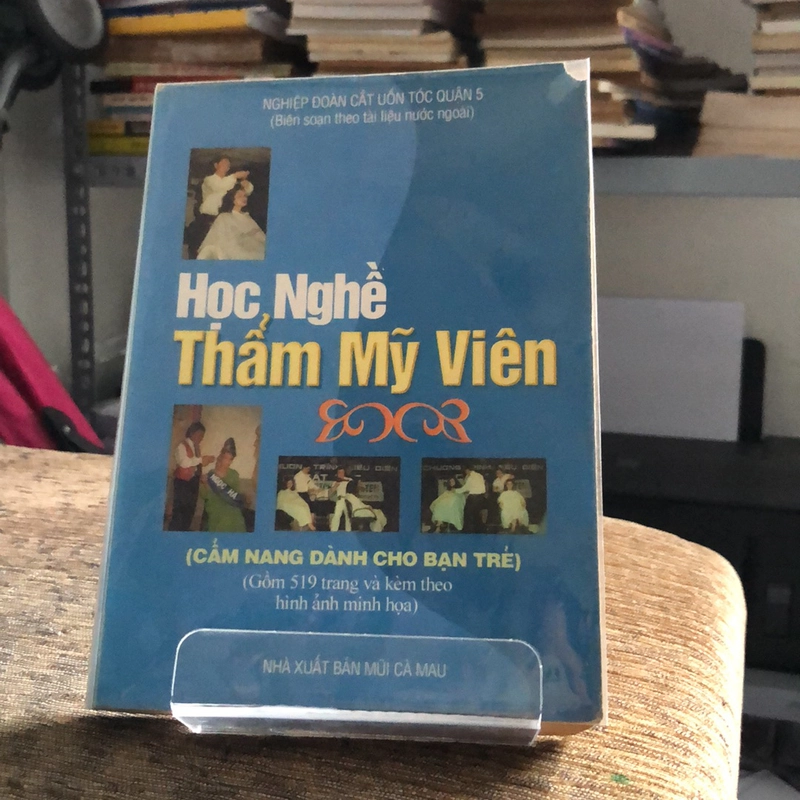 NGHIỆP ĐOÀN CẮT UỐN TÓC QUẬN 5
(Biên soạn theo tài liệu nước ngoài)
Học Nghề
Thẩm Mỹ Viên
NGỌC HÀ
(CẨM NANG DÀNH CHO BẠN TRẺ)
(Gồm 519 trang và kèm theo
hình ảnh minh họa)
NHÀ XUẤT BẢN MŨI CÀ MAU